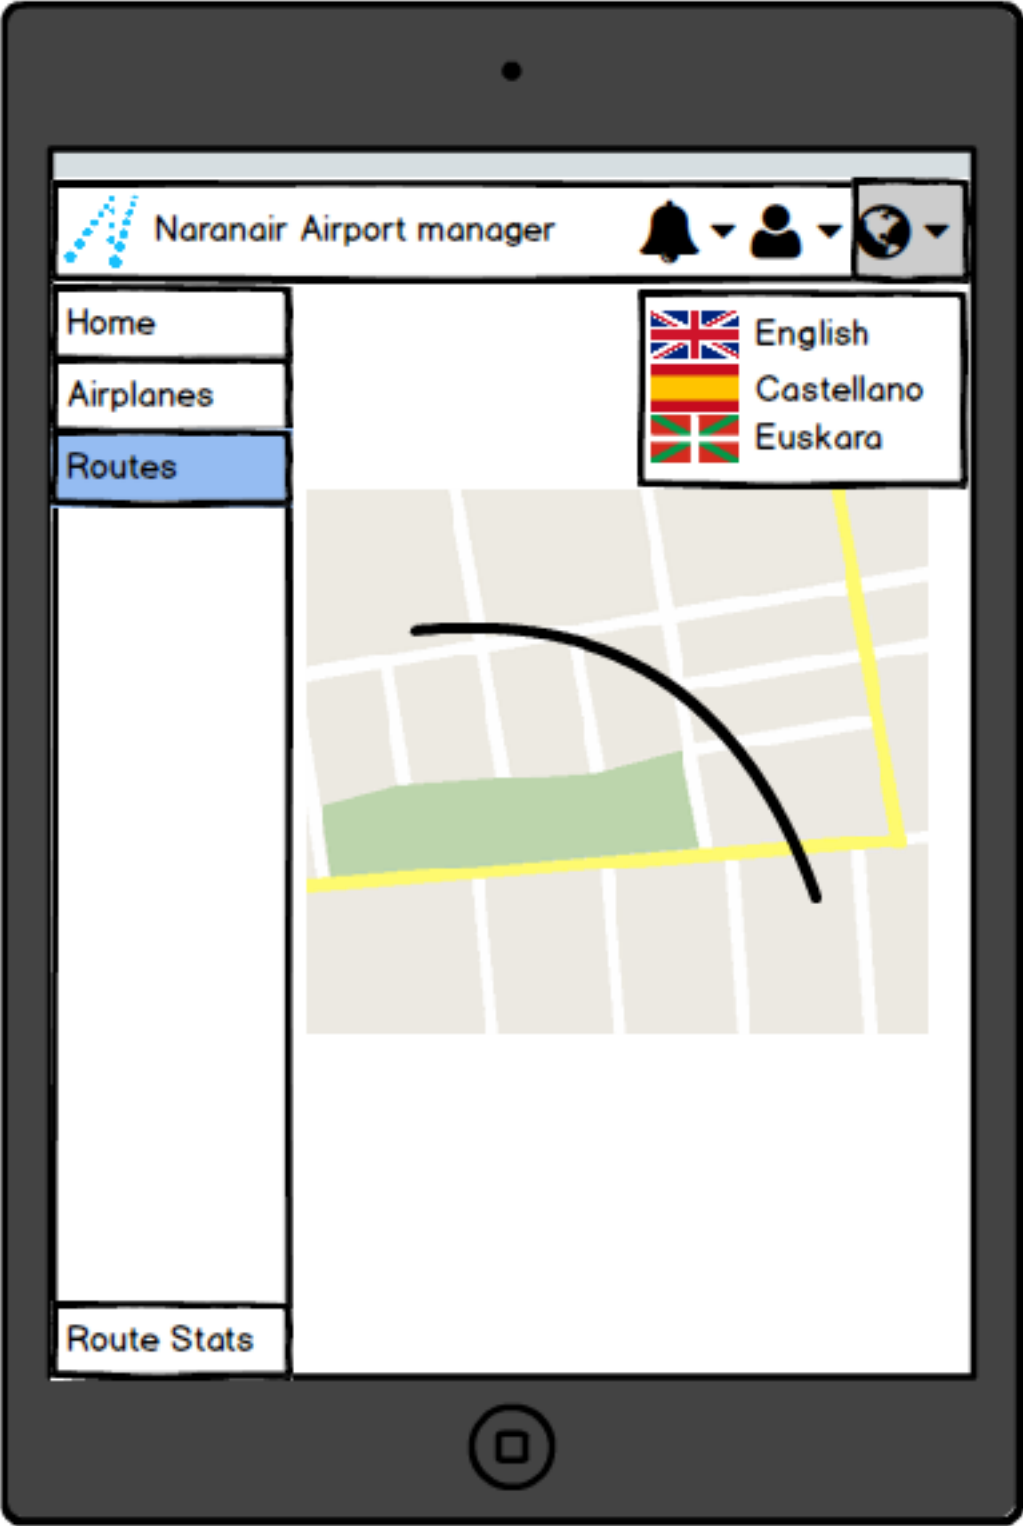 Naranair Airport manager
Home
Airplanes
Routes
English
Castellano
Euskara
Route Stats